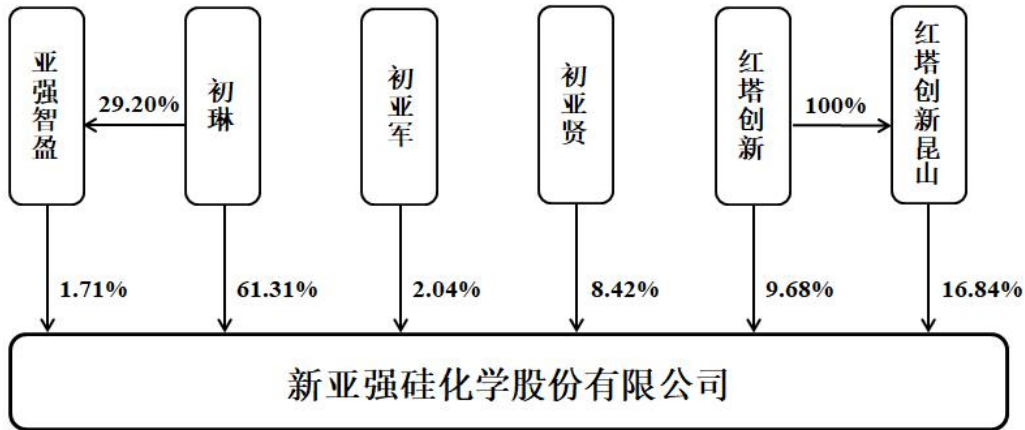 亚强智盈
29.20%
初琳
初亚军
初亚贤
红塔创新
100%
红塔创新昆山
1.71%
61.31%
2.04%
8.42%
9.68%
16.84%
新亚强硅化学股份有限公司